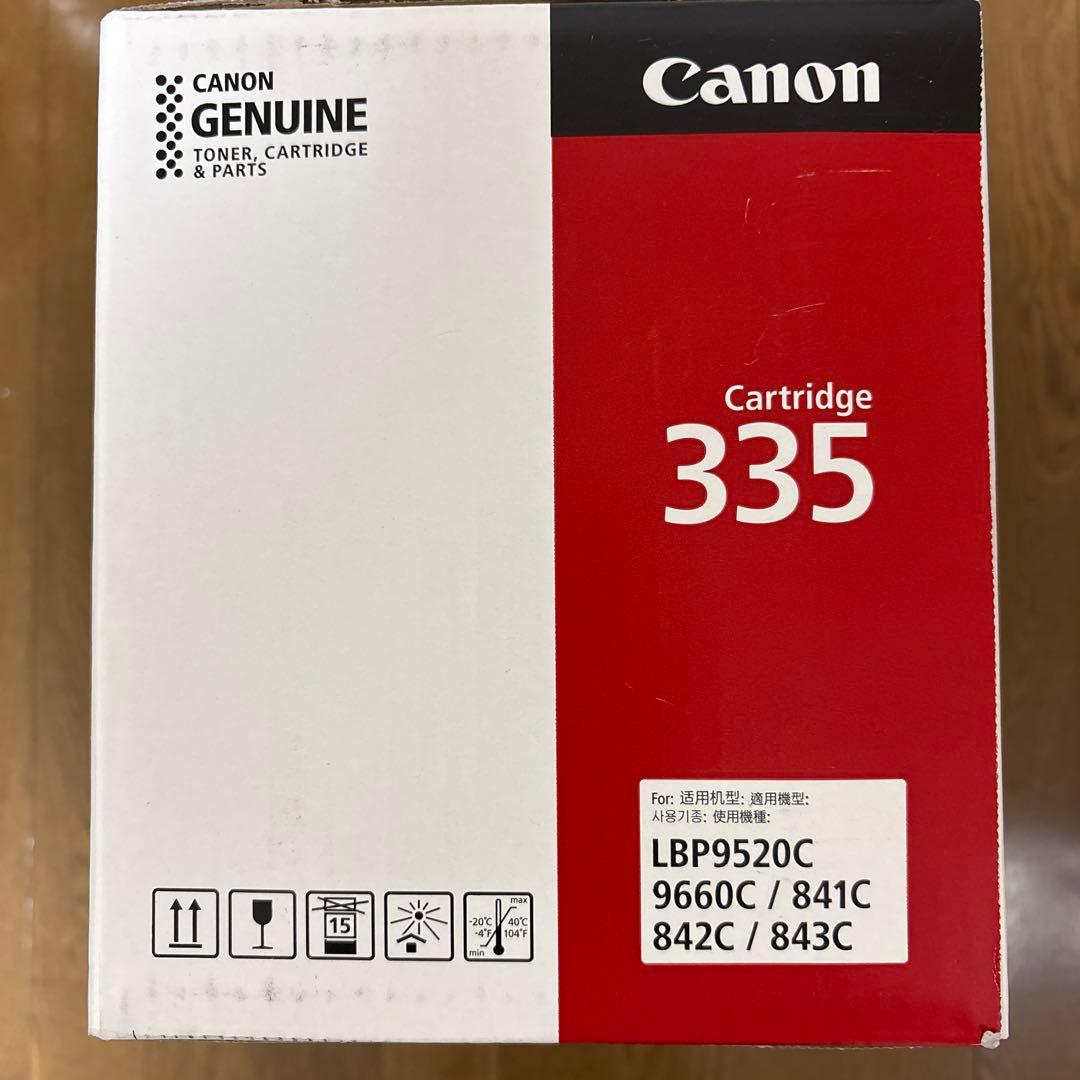 CANON
GENUINE
TONER, CARTRIDGE
& PARTS
Canon
Cartridge
335
For: 适用机型: 適用機型:
사용기종: 使用機種:
LBP9520C
9660C / 841C
842C / 843C
15
max
-20°C 40°C
-4°F 104°F
min